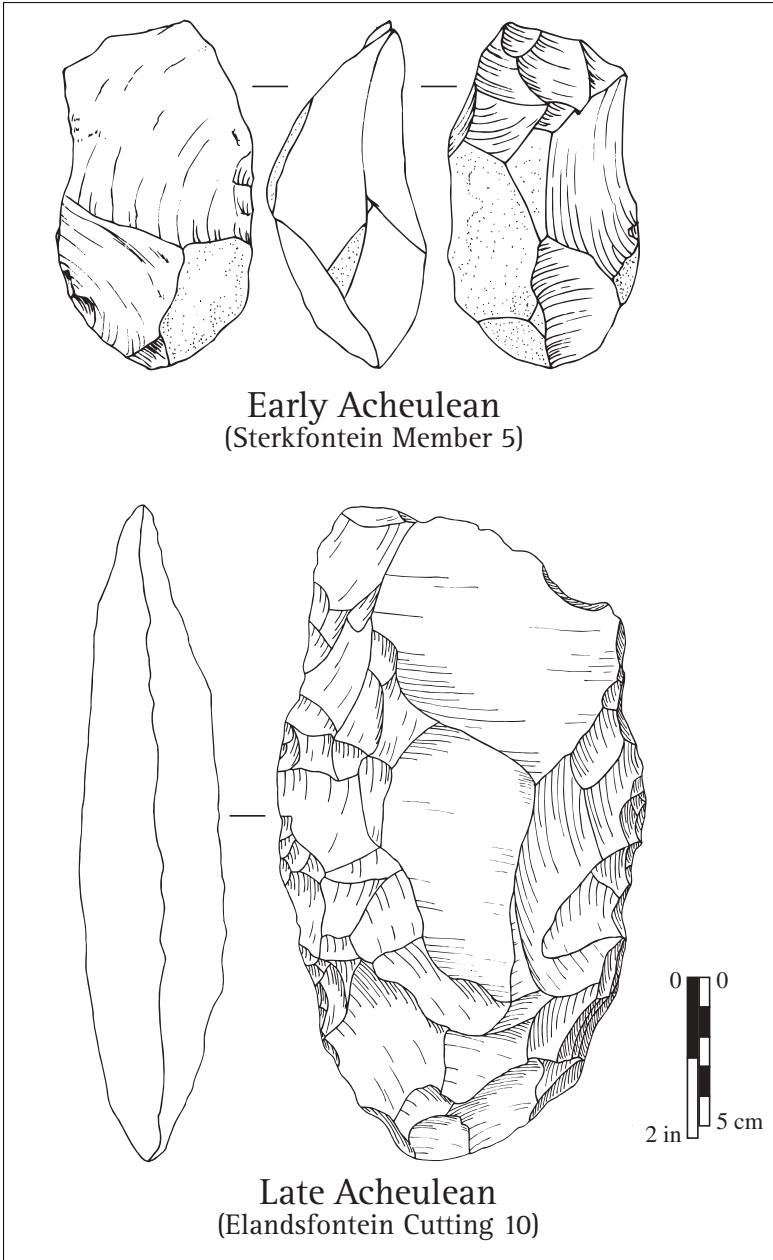 Early Acheulean
(Sterkfontein Member 5)
0 0
2 in 5 cm
Late Acheulean
(Elandsfontein Cutting 10)